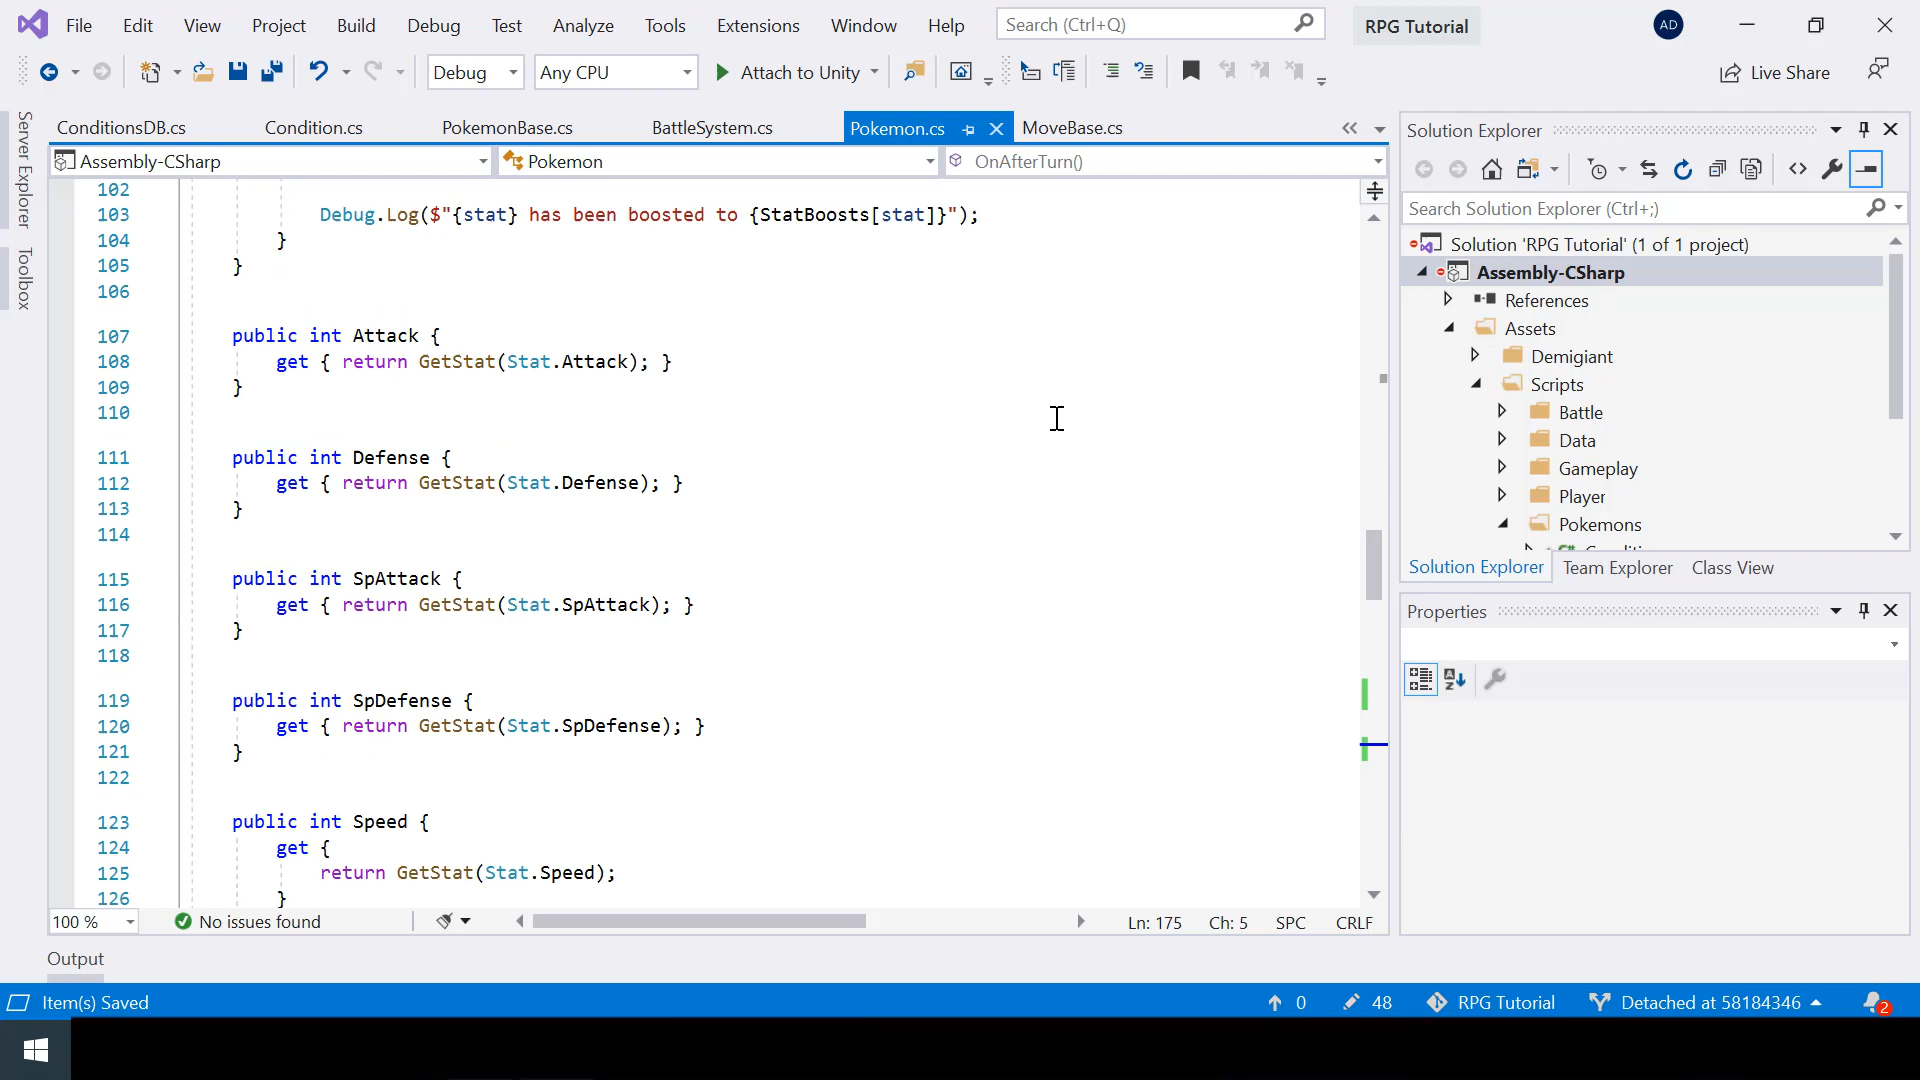 File Edit View Project Build Debug Test Analyze Tools Extensions Window Help Search (Ctrl+Q) RPG Tutorial AD
Debug Any CPU Attach to Unity Live Share
Server Explorer
Toolbox
ConditionsDB.cs Condition.cs PokemonBase.cs BattleSystem.cs Pokemon.cs MoveBase.cs
Assembly-CSharp Pokemon OnAfterTurn()
102
103 Debug.Log($"{stat} has been boosted to {StatBoosts[stat]}");
104 }
105 }
106
107 public int Attack {
108 get { return GetStat(Stat.Attack); }
109 }
110
111 public int Defense {
112 get { return GetStat(Stat.Defense); }
113 }
114
115 public int SpAttack {
116 get { return GetStat(Stat.SpAttack); }
117 }
118
119 public int SpDefense {
120 get { return GetStat(Stat.SpDefense); }
121 }
122
123 public int Speed {
124 get {
125 return GetStat(Stat.Speed);
126 }
100 % No issues found Ln: 175 Ch: 5 SPC CRLF
Output
Solution Explorer
Search Solution Explorer (Ctrl+;)
Solution 'RPG Tutorial' (1 of 1 project)
Assembly-CSharp
References
Assets
Demigiant
Scripts
Battle
Data
Gameplay
Player
Pokemons
Solution Explorer Team Explorer Class View
Properties
Item(s) Saved 0 48 RPG Tutorial Detached at 58184346 2